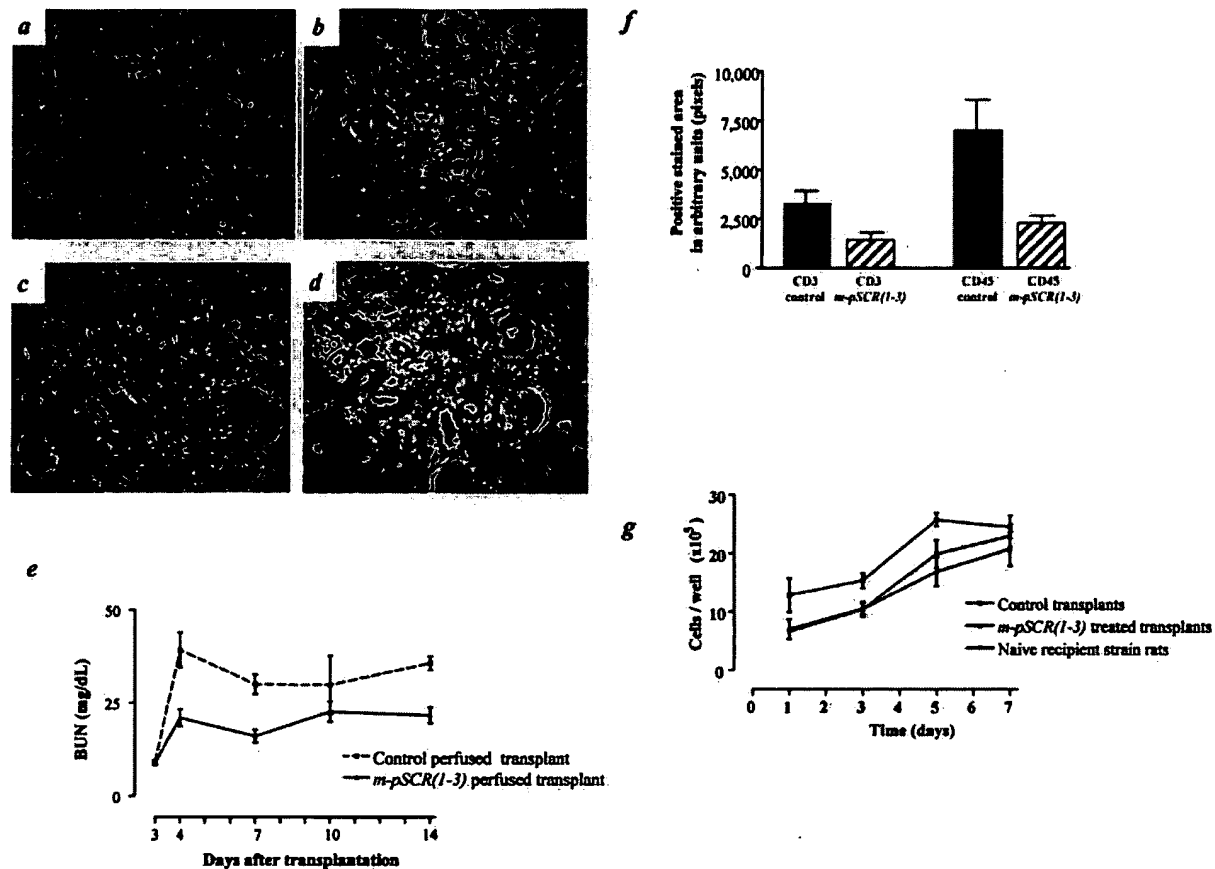 a
b
c
d
e
50
25
0
BUN (mg/dL)
Control perfused transplant
m-pSCR(1-3) perfused transplant
3 4 7 10 14
Days after transplantation
f
10,000
7,500
5,000
2,500
0
Positive stained area
in arbitrary units (pixels)
CD3 CD3 CD45 CD45
control m-pSCR(1-3) control m-pSCR(1-3)
g
30
20
10
0
Cells / well (x10⁵)
Control transplants
m-pSCR(1-3) treated transplants
Naive recipient strain rats
0 1 2 3 4 5 6 7
Time (days)